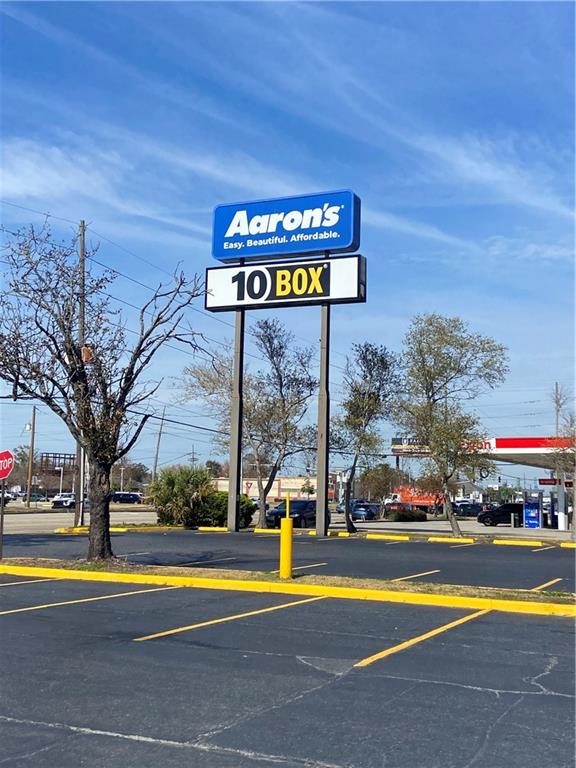 Aaron's
Easy. Beautiful. Affordable.
10 BOX
STOP